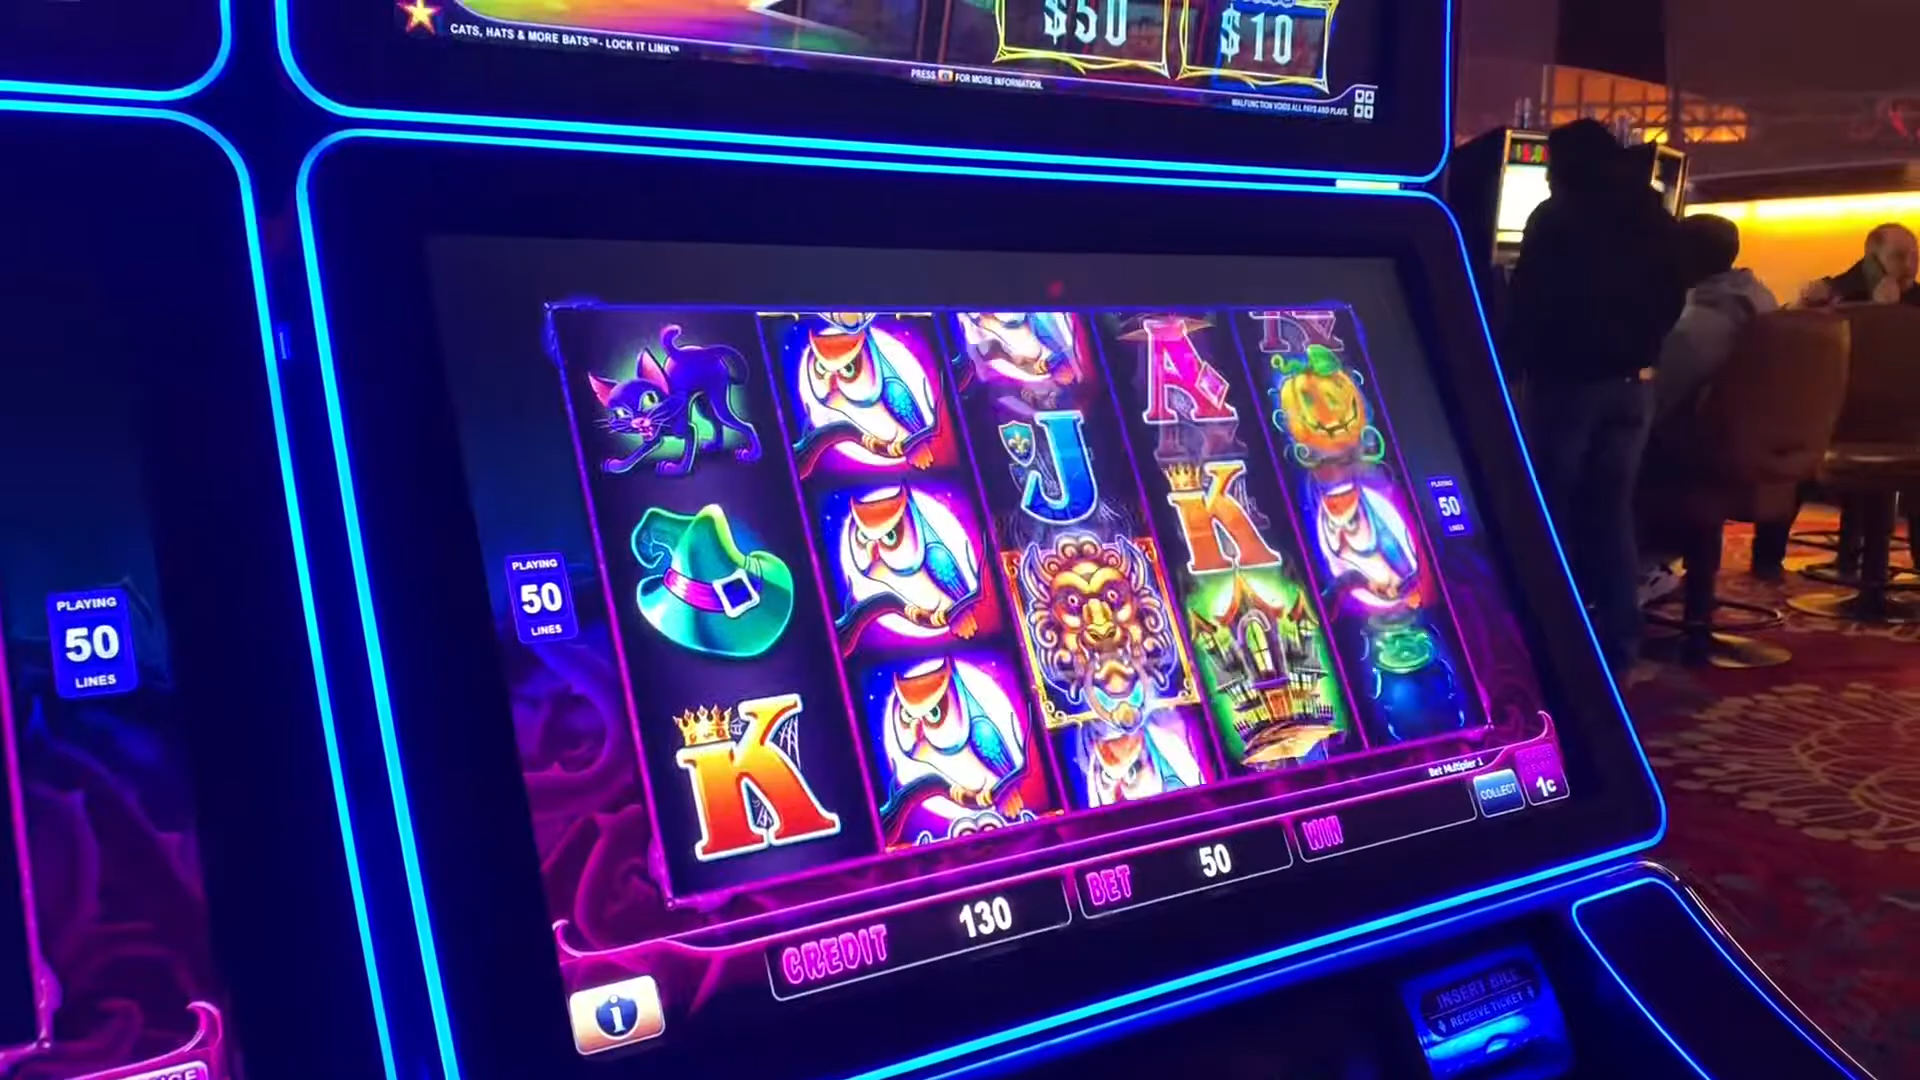 $50
$10
CATS, HATS & MORE BATS™ - LOCK IT LINK™
PRESS i FOR MORE INFORMATION.
MALFUNCTION VOIDS ALL PAYS AND PLAYS.
A
J
K
K
PLAYING
50
LINES
PLAYING
50
LINES
PLAYING
50
LINES
Bet Multiplier 1
COLLECT
1c
CREDIT 130
BET 50
WIN
i
INSERT BILL
RECEIVE TICKET